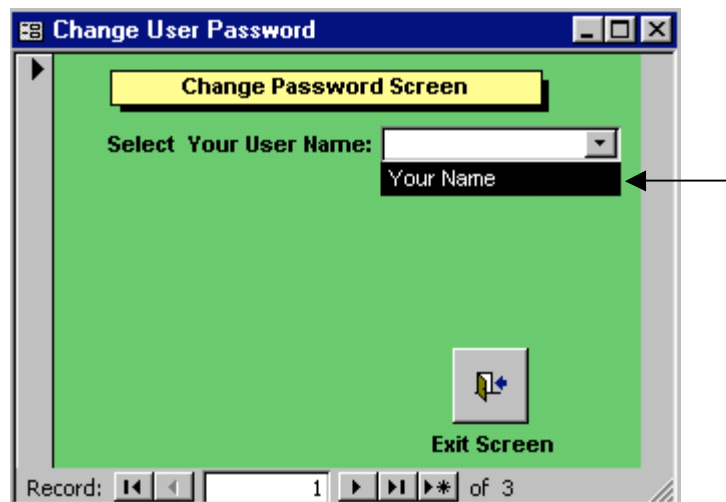 Change User Password
Change Password Screen
Select Your User Name:
Your Name
Exit Screen
Record: 1 of 3